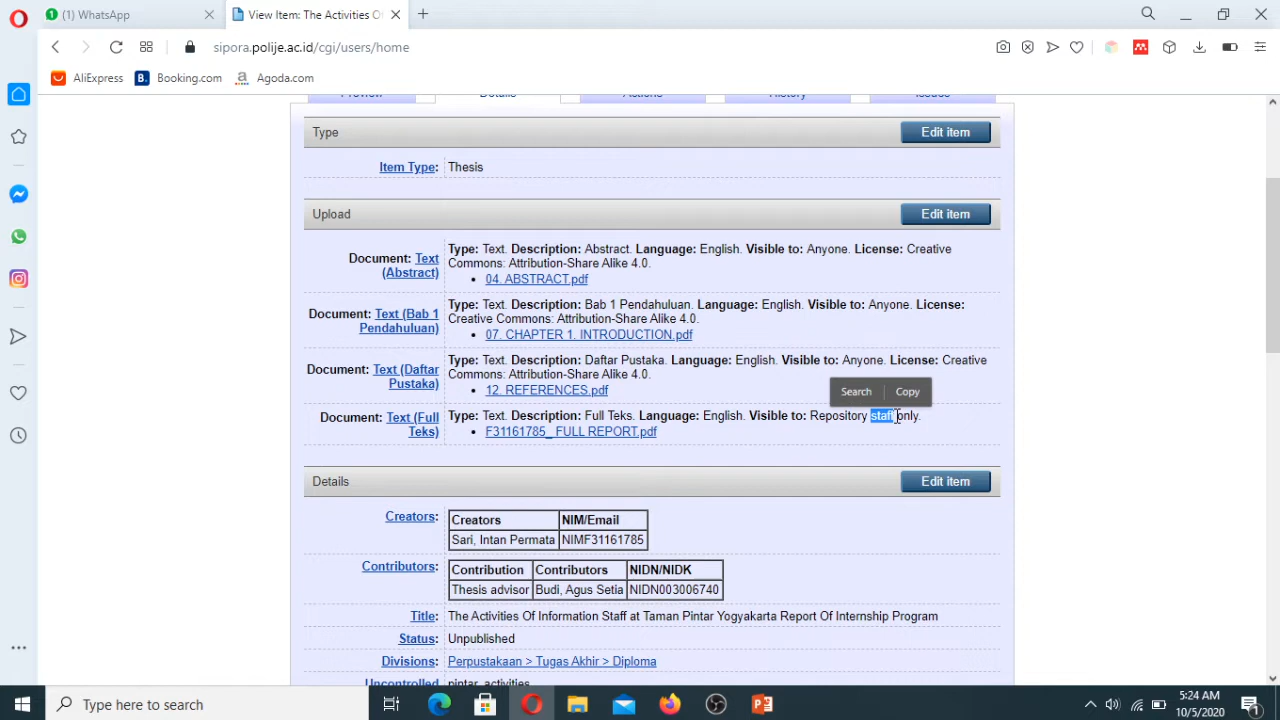 (1) WhatsApp
View Item: The Activities O
sipora.polije.ac.id/cgi/users/home
AliExpress
Booking.com
Agoda.com
Preview Details Actions History Issues
Type
Edit item
Item Type: Thesis
Upload
Edit item
Document: Text (Abstract)
Type: Text. Description: Abstract. Language: English. Visible to: Anyone. License: Creative
Commons: Attribution-Share Alike 4.0.
04. ABSTRACT.pdf
Document: Text (Bab 1 Pendahuluan)
Type: Text. Description: Bab 1 Pendahuluan. Language: English. Visible to: Anyone. License:
Creative Commons: Attribution-Share Alike 4.0.
07. CHAPTER 1. INTRODUCTION.pdf
Document: Text (Daftar Pustaka)
Type: Text. Description: Daftar Pustaka. Language: English. Visible to: Anyone. License: Creative
Commons: Attribution-Share Alike 4.0.
12. REFERENCES.pdf
Search
Copy
Document: Text (Full Teks)
Type: Text. Description: Full Teks. Language: English. Visible to: Repository staff only.
F31161785_ FULL REPORT.pdf
Details
Edit item
Creators:
Creators NIM/Email
Sari, Intan Permata NIMF31161785
Contributors:
Contribution Contributors NIDN/NIDK
Thesis advisor Budi, Agus Setia NIDN003006740
Title: The Activities Of Information Staff at Taman Pintar Yogyakarta Report Of Internship Program
Status: Unpublished
Divisions: Perpustakaan > Tugas Akhir > Diploma
Uncontrolled pintar, activities
Type here to search
5:24 AM
10/5/2020